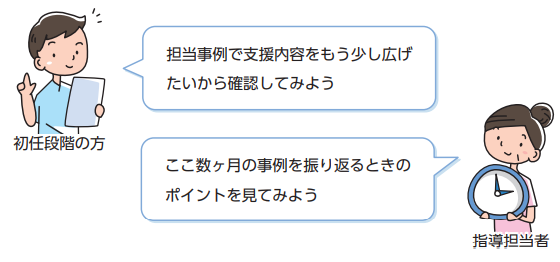 担当事例で支援内容をもう少し広げ
たいから確認してみよう
初任段階の方
ここ数ヶ月の事例を振り返るときの
ポイントを見てみよう
指導担当者